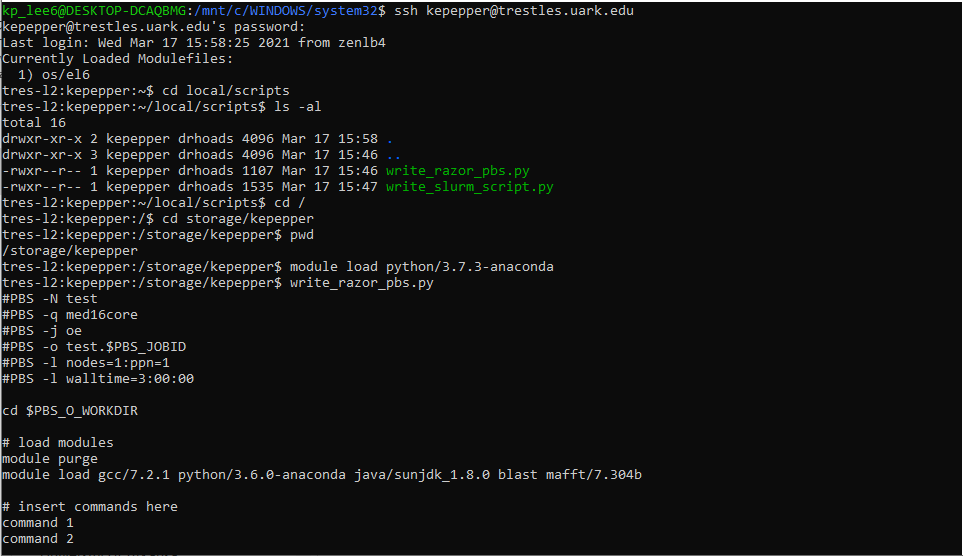 kp_lee6@DESKTOP-DCAQBMG:/mnt/c/WINDOWS/system32$ ssh kepepper@trestles.uark.edu
kepepper@trestles.uark.edu's password:
Last login: Wed Mar 17 15:58:25 2021 from zenlb4
Currently Loaded Modulefiles:
  1) os/el6
tres-l2:kepepper:~$ cd local/scripts
tres-l2:kepepper:~/local/scripts$ ls -al
total 16
drwxr-xr-x 2 kepepper drhoads 4096 Mar 17 15:58 .
drwxr-xr-x 3 kepepper drhoads 4096 Mar 17 15:46 ..
-rwxr--r-- 1 kepepper drhoads 1107 Mar 17 15:46 write_razor_pbs.py
-rwxr--r-- 1 kepepper drhoads 1535 Mar 17 15:47 write_slurm_script.py
tres-l2:kepepper:~/local/scripts$ cd /
tres-l2:kepepper:/$ cd storage/kepepper
tres-l2:kepepper:/storage/kepepper$ pwd
/storage/kepepper
tres-l2:kepepper:/storage/kepepper$ module load python/3.7.3-anaconda
tres-l2:kepepper:/storage/kepepper$ write_razor_pbs.py
#PBS -N test
#PBS -q med16core
#PBS -j oe
#PBS -o test.$PBS_JOBID
#PBS -l nodes=1:ppn=1
#PBS -l walltime=3:00:00

cd $PBS_O_WORKDIR

# load modules
module purge
module load gcc/7.2.1 python/3.6.0-anaconda java/sunjdk_1.8.0 blast mafft/7.304b

# insert commands here
command 1
command 2